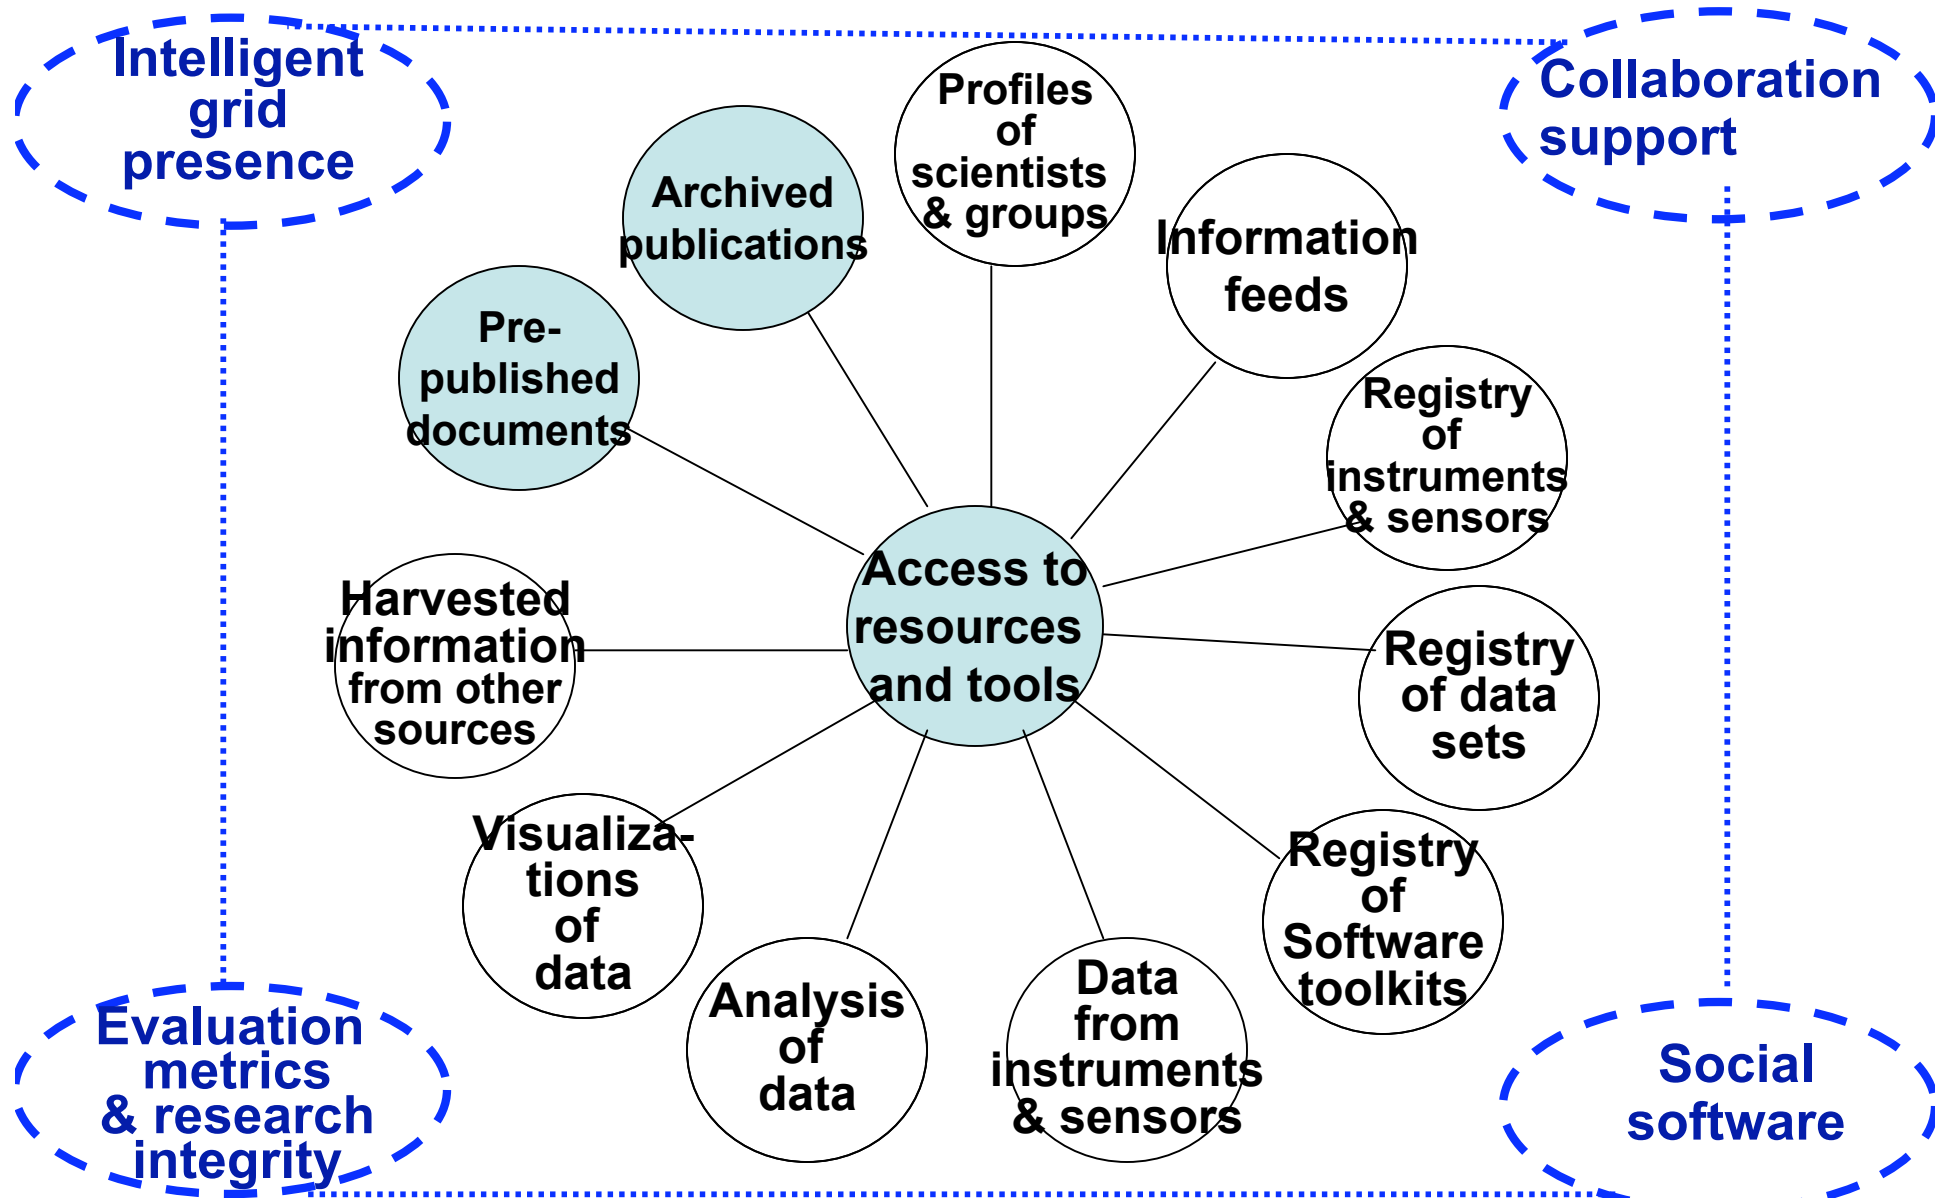 Intelligent
grid
presence
Collaboration
support
Profiles
of
scientists
& groups
Archived
publications
Information
feeds
Pre-
published
documents
Registry
of
instruments
& sensors
Access to
resources
and tools
Harvested
information
from other
sources
Registry
of data
sets
Visualiza-
tions
of
data
Registry
of
Software
toolkits
Analysis
of
data
Data
from
instruments
& sensors
Evaluation
metrics
& research
integrity
Social
software